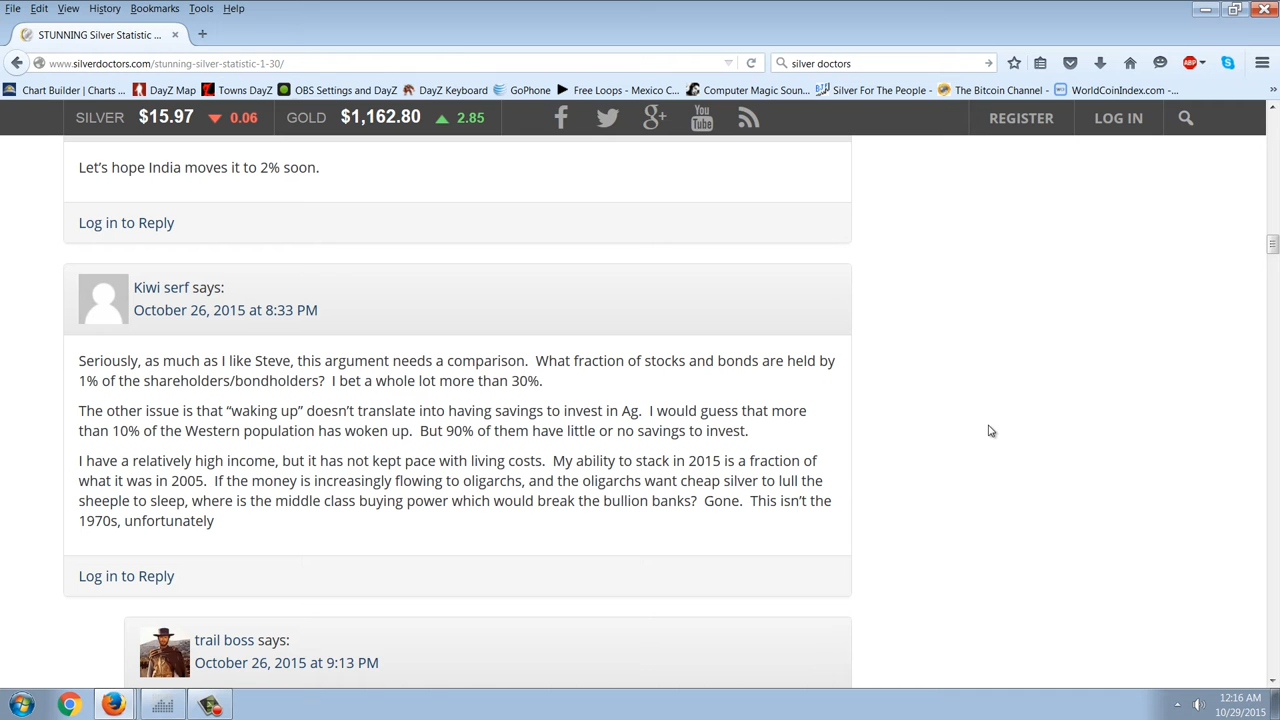 File Edit View History Bookmarks Tools Help
STUNNING Silver Statistic ...
www.silverdoctors.com/stunning-silver-statistic-1-30/
silver doctors
ABP
Chart Builder | Charts ...
DayZ Map
Towns DayZ
OBS Settings and DayZ
DayZ Keyboard
GoPhone
Free Loops - Mexico C...
Computer Magic Soun...
Silver For The People - ...
The Bitcoin Channel - ...
WorldCoinIndex.com -...
SILVER $15.97 0.06 GOLD $1,162.80 2.85
You Tube
REGISTER LOG IN
Let’s hope India moves it to 2% soon.
Log in to Reply
Kiwi serf says:
October 26, 2015 at 8:33 PM
Seriously, as much as I like Steve, this argument needs a comparison. What fraction of stocks and bonds are held by
1% of the shareholders/bondholders? I bet a whole lot more than 30%.
The other issue is that “waking up” doesn’t translate into having savings to invest in Ag. I would guess that more
than 10% of the Western population has woken up. But 90% of them have little or no savings to invest.
I have a relatively high income, but it has not kept pace with living costs. My ability to stack in 2015 is a fraction of
what it was in 2005. If the money is increasingly flowing to oligarchs, and the oligarchs want cheap silver to lull the
sheeple to sleep, where is the middle class buying power which would break the bullion banks? Gone. This isn’t the
1970s, unfortunately
Log in to Reply
trail boss says:
October 26, 2015 at 9:13 PM
12:16 AM
10/29/2015